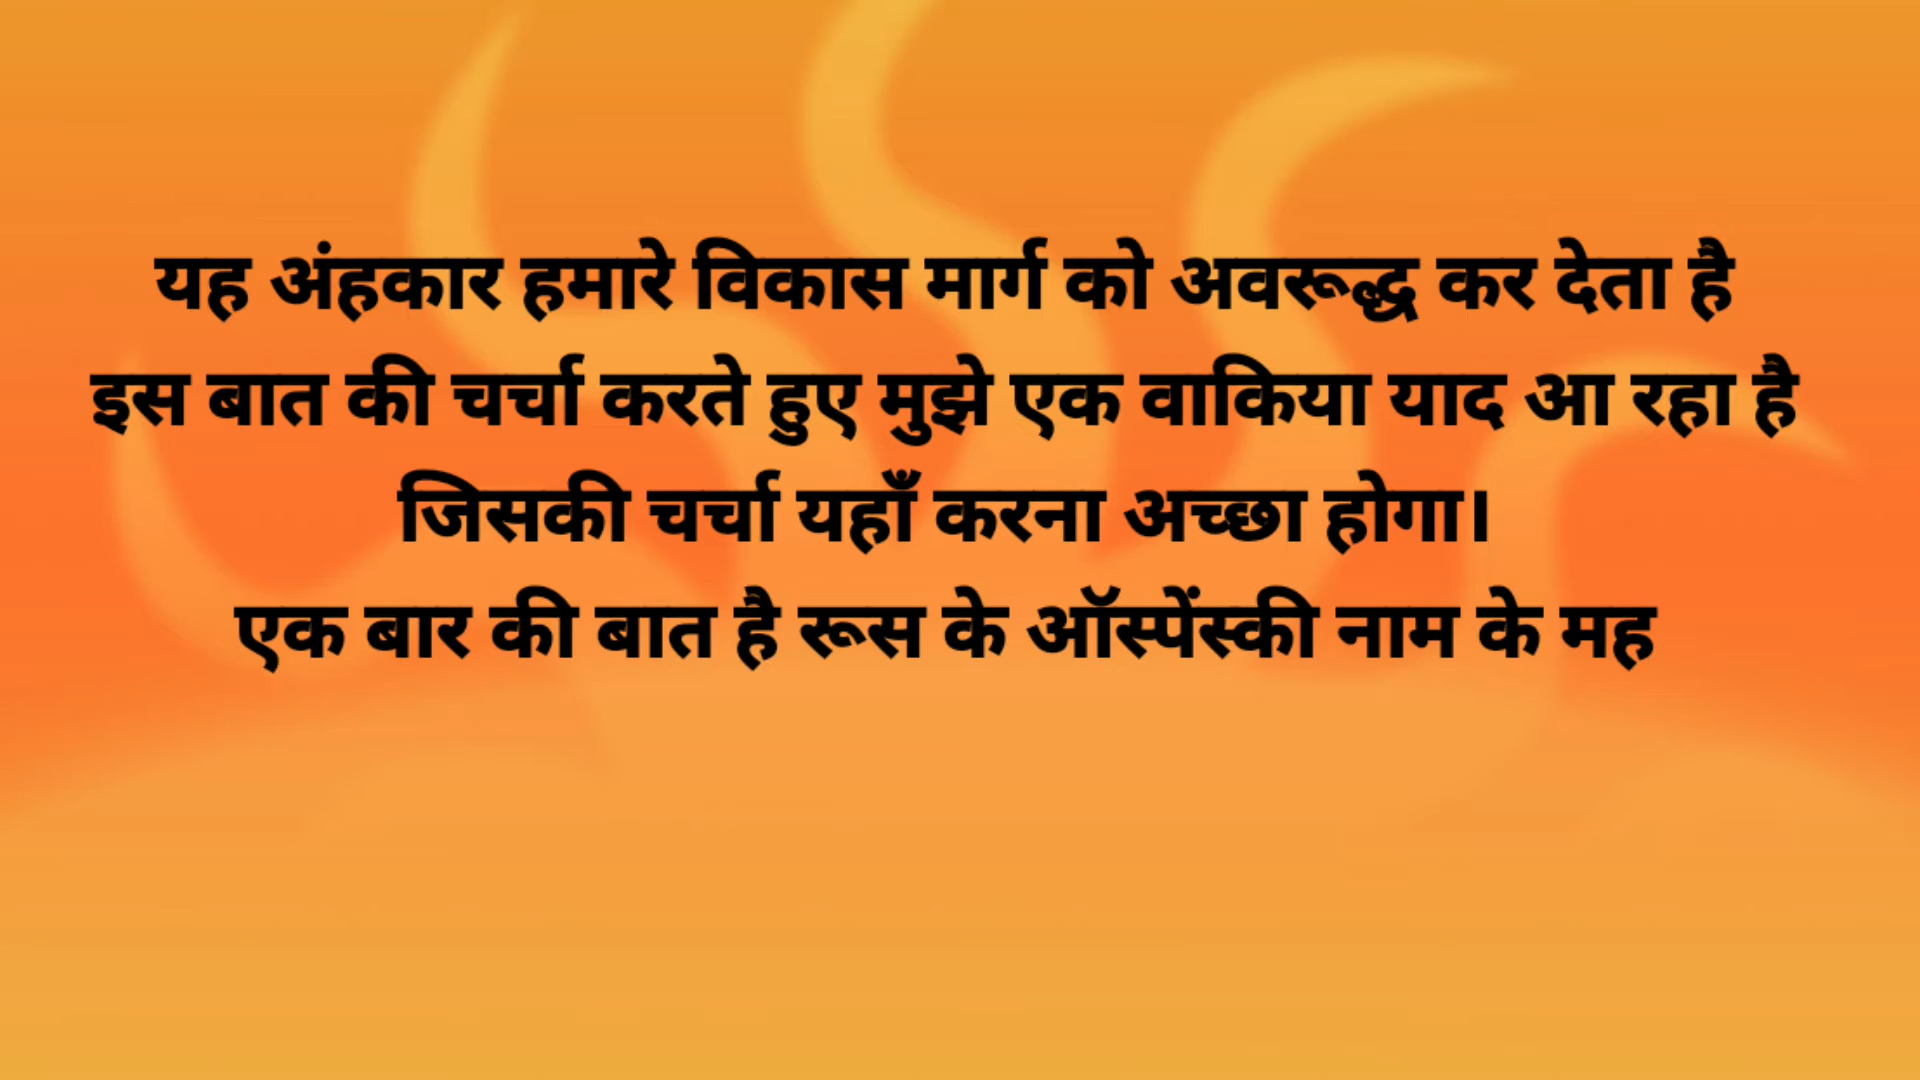 यह अंहकार हमारे विकास मार्ग को अवरूद्ध कर देता है
इस बात की चर्चा करते हुए मुझे एक वाकिया याद आ रहा है
जिसकी चर्चा यहाँ करना अच्छा होगा।
एक बार की बात है रूस के ऑस्पेंस्की नाम के मह